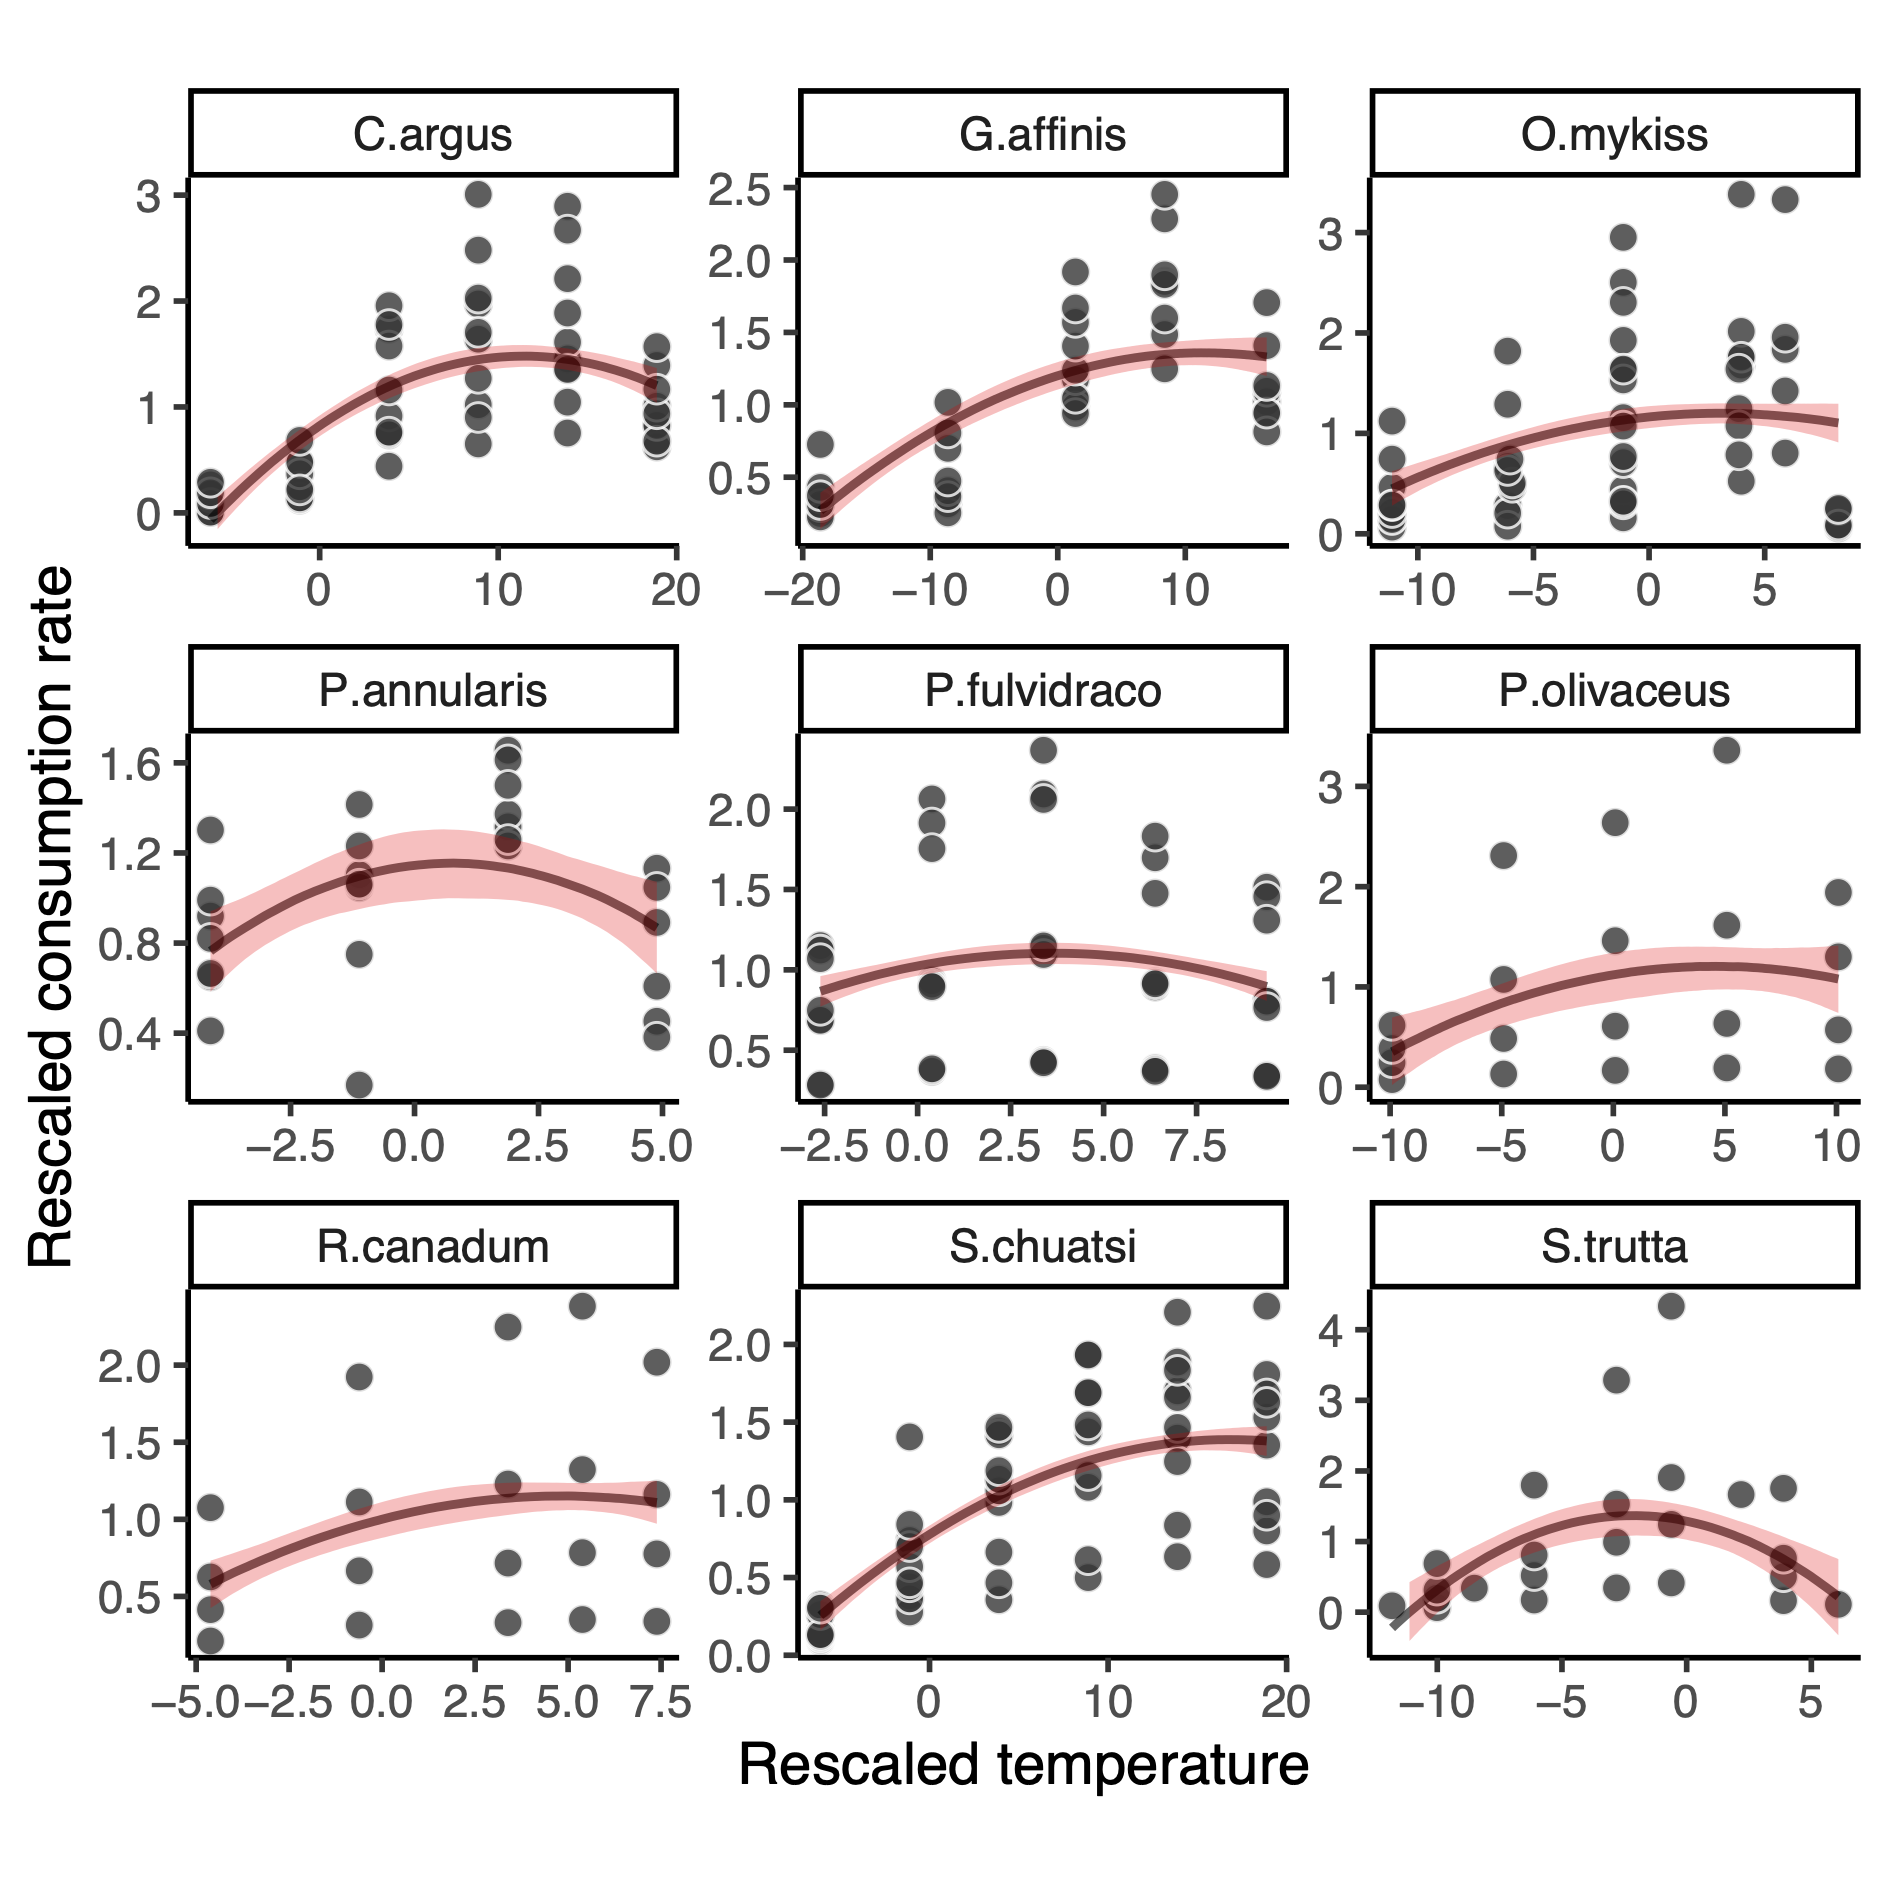 C.argus G.affinis O.mykiss
3
2
1
0
2.5
2.0
1.5
1.0
0.5
3
2
1
0
0 10 20
−20 −10 0 10
−10 −5 0 5
P.annularis P.fulvidraco P.olivaceus
1.6
1.2
0.8
0.4
2.0
1.5
1.0
0.5
3
2
1
0
−2.5 0.0 2.5 5.0
−2.5 0.0 2.5 5.0 7.5
−10 −5 0 5 10
R.canadum S.chuatsi S.trutta
2.0
1.5
1.0
0.5
2.0
1.5
1.0
0.5
0.0
4
3
2
1
0
−5.0 −2.5 0.0 2.5 5.0 7.5
0 10 20
−10 −5 0 5
Rescaled consumption rate
Rescaled temperature